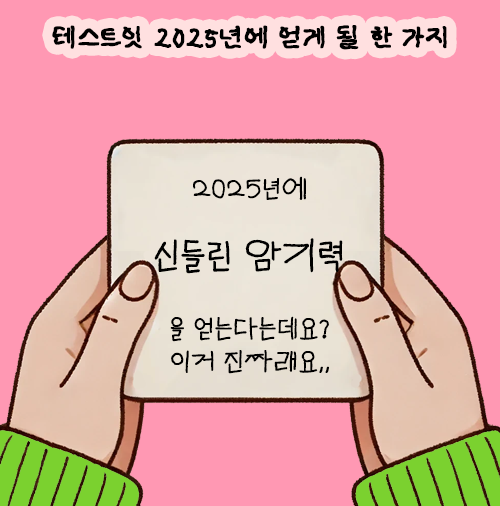 테스트잇 2025년에 얻게 될 한 가지
2025년에
신들린 암기력
을 얻는다는데요?
이거 진짜래요,,